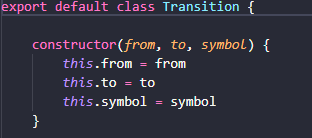 export default class Transition {
constructor(from, to, symbol) {
this.from = from
this.to = to
this.symbol = symbol
}